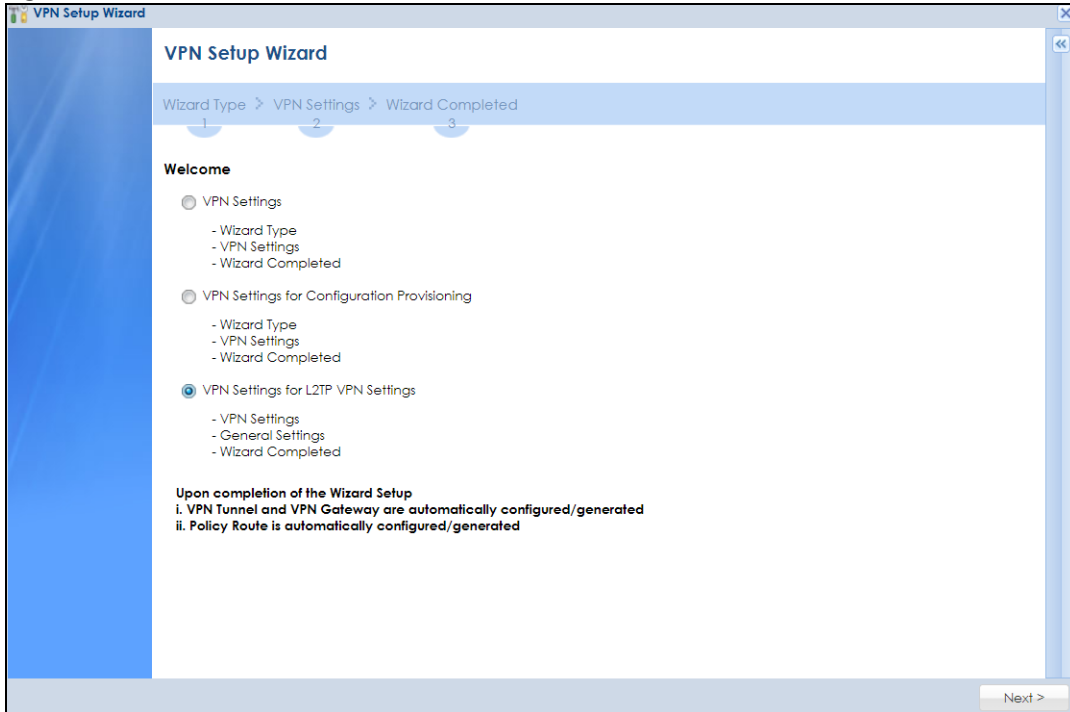 VPN Setup Wizard
VPN Setup Wizard
Wizard Type > VPN Settings > Wizard Completed
1 2 3
Welcome
VPN Settings
- Wizard Type
- VPN Settings
- Wizard Completed
VPN Settings for Configuration Provisioning
- Wizard Type
- VPN Settings
- Wizard Completed
VPN Settings for L2TP VPN Settings
- VPN Settings
- General Settings
- Wizard Completed
Upon completion of the Wizard Setup
i. VPN Tunnel and VPN Gateway are automatically configured/generated
ii. Policy Route is automatically configured/generated
Next >